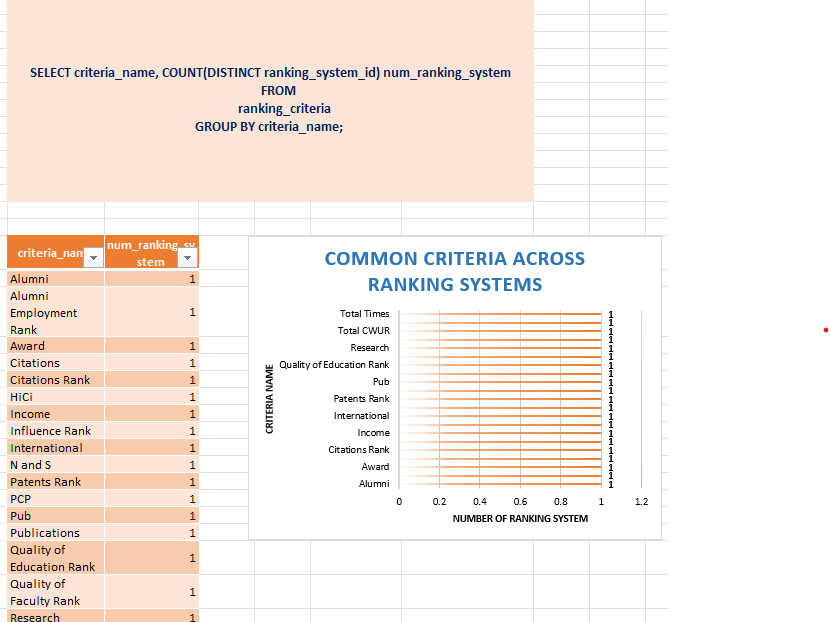 SELECT criteria_name, COUNT(DISTINCT ranking_system_id) num_ranking_system
FROM
ranking_criteria
GROUP BY criteria_name;
criteria_nam
num_ranking_sy
stem
Alumni 1
Alumni
Employment
Rank
1
Award 1
Citations 1
Citations Rank 1
HiCi 1
Income 1
Influence Rank 1
International 1
N and S 1
Patents Rank 1
PCP 1
Pub 1
Publications 1
Quality of
Education Rank
1
Quality of
Faculty Rank
1
Research 1
COMMON CRITERIA ACROSS
RANKING SYSTEMS
CRITERIA NAME
Total Times 1
1
Total CWUR 1
1
Research 1
1
Quality of Education Rank 1
1
Pub 1
1
Patents Rank 1
1
International 1
1
Income 1
1
Citations Rank 1
1
Award 1
1
Alumni 1
0 0.2 0.4 0.6 0.8 1 1.2
NUMBER OF RANKING SYSTEM